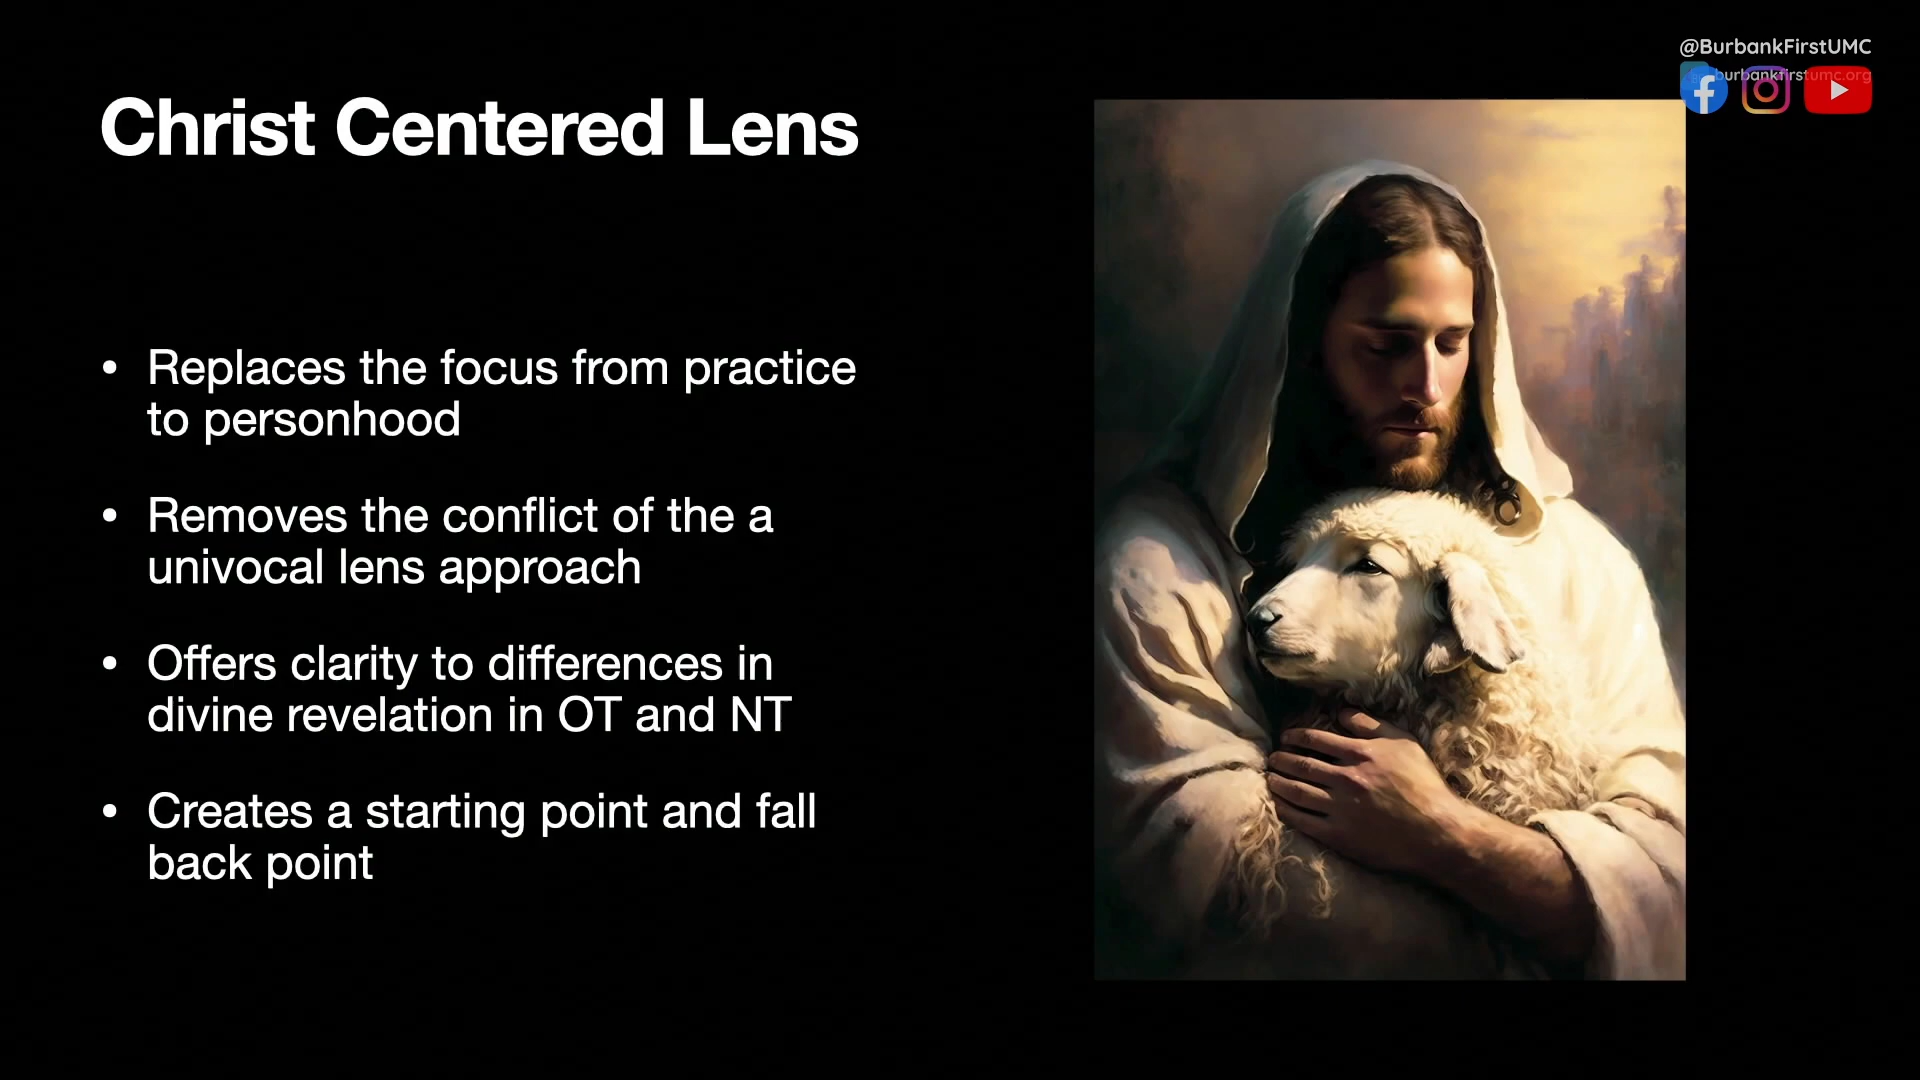 @BurbankFirstUMC
burbankfirstumc.org
Christ Centered Lens
• Replaces the focus from practice
to personhood
• Removes the conflict of the a
univocal lens approach
• Offers clarity to differences in
divine revelation in OT and NT
• Creates a starting point and fall
back point